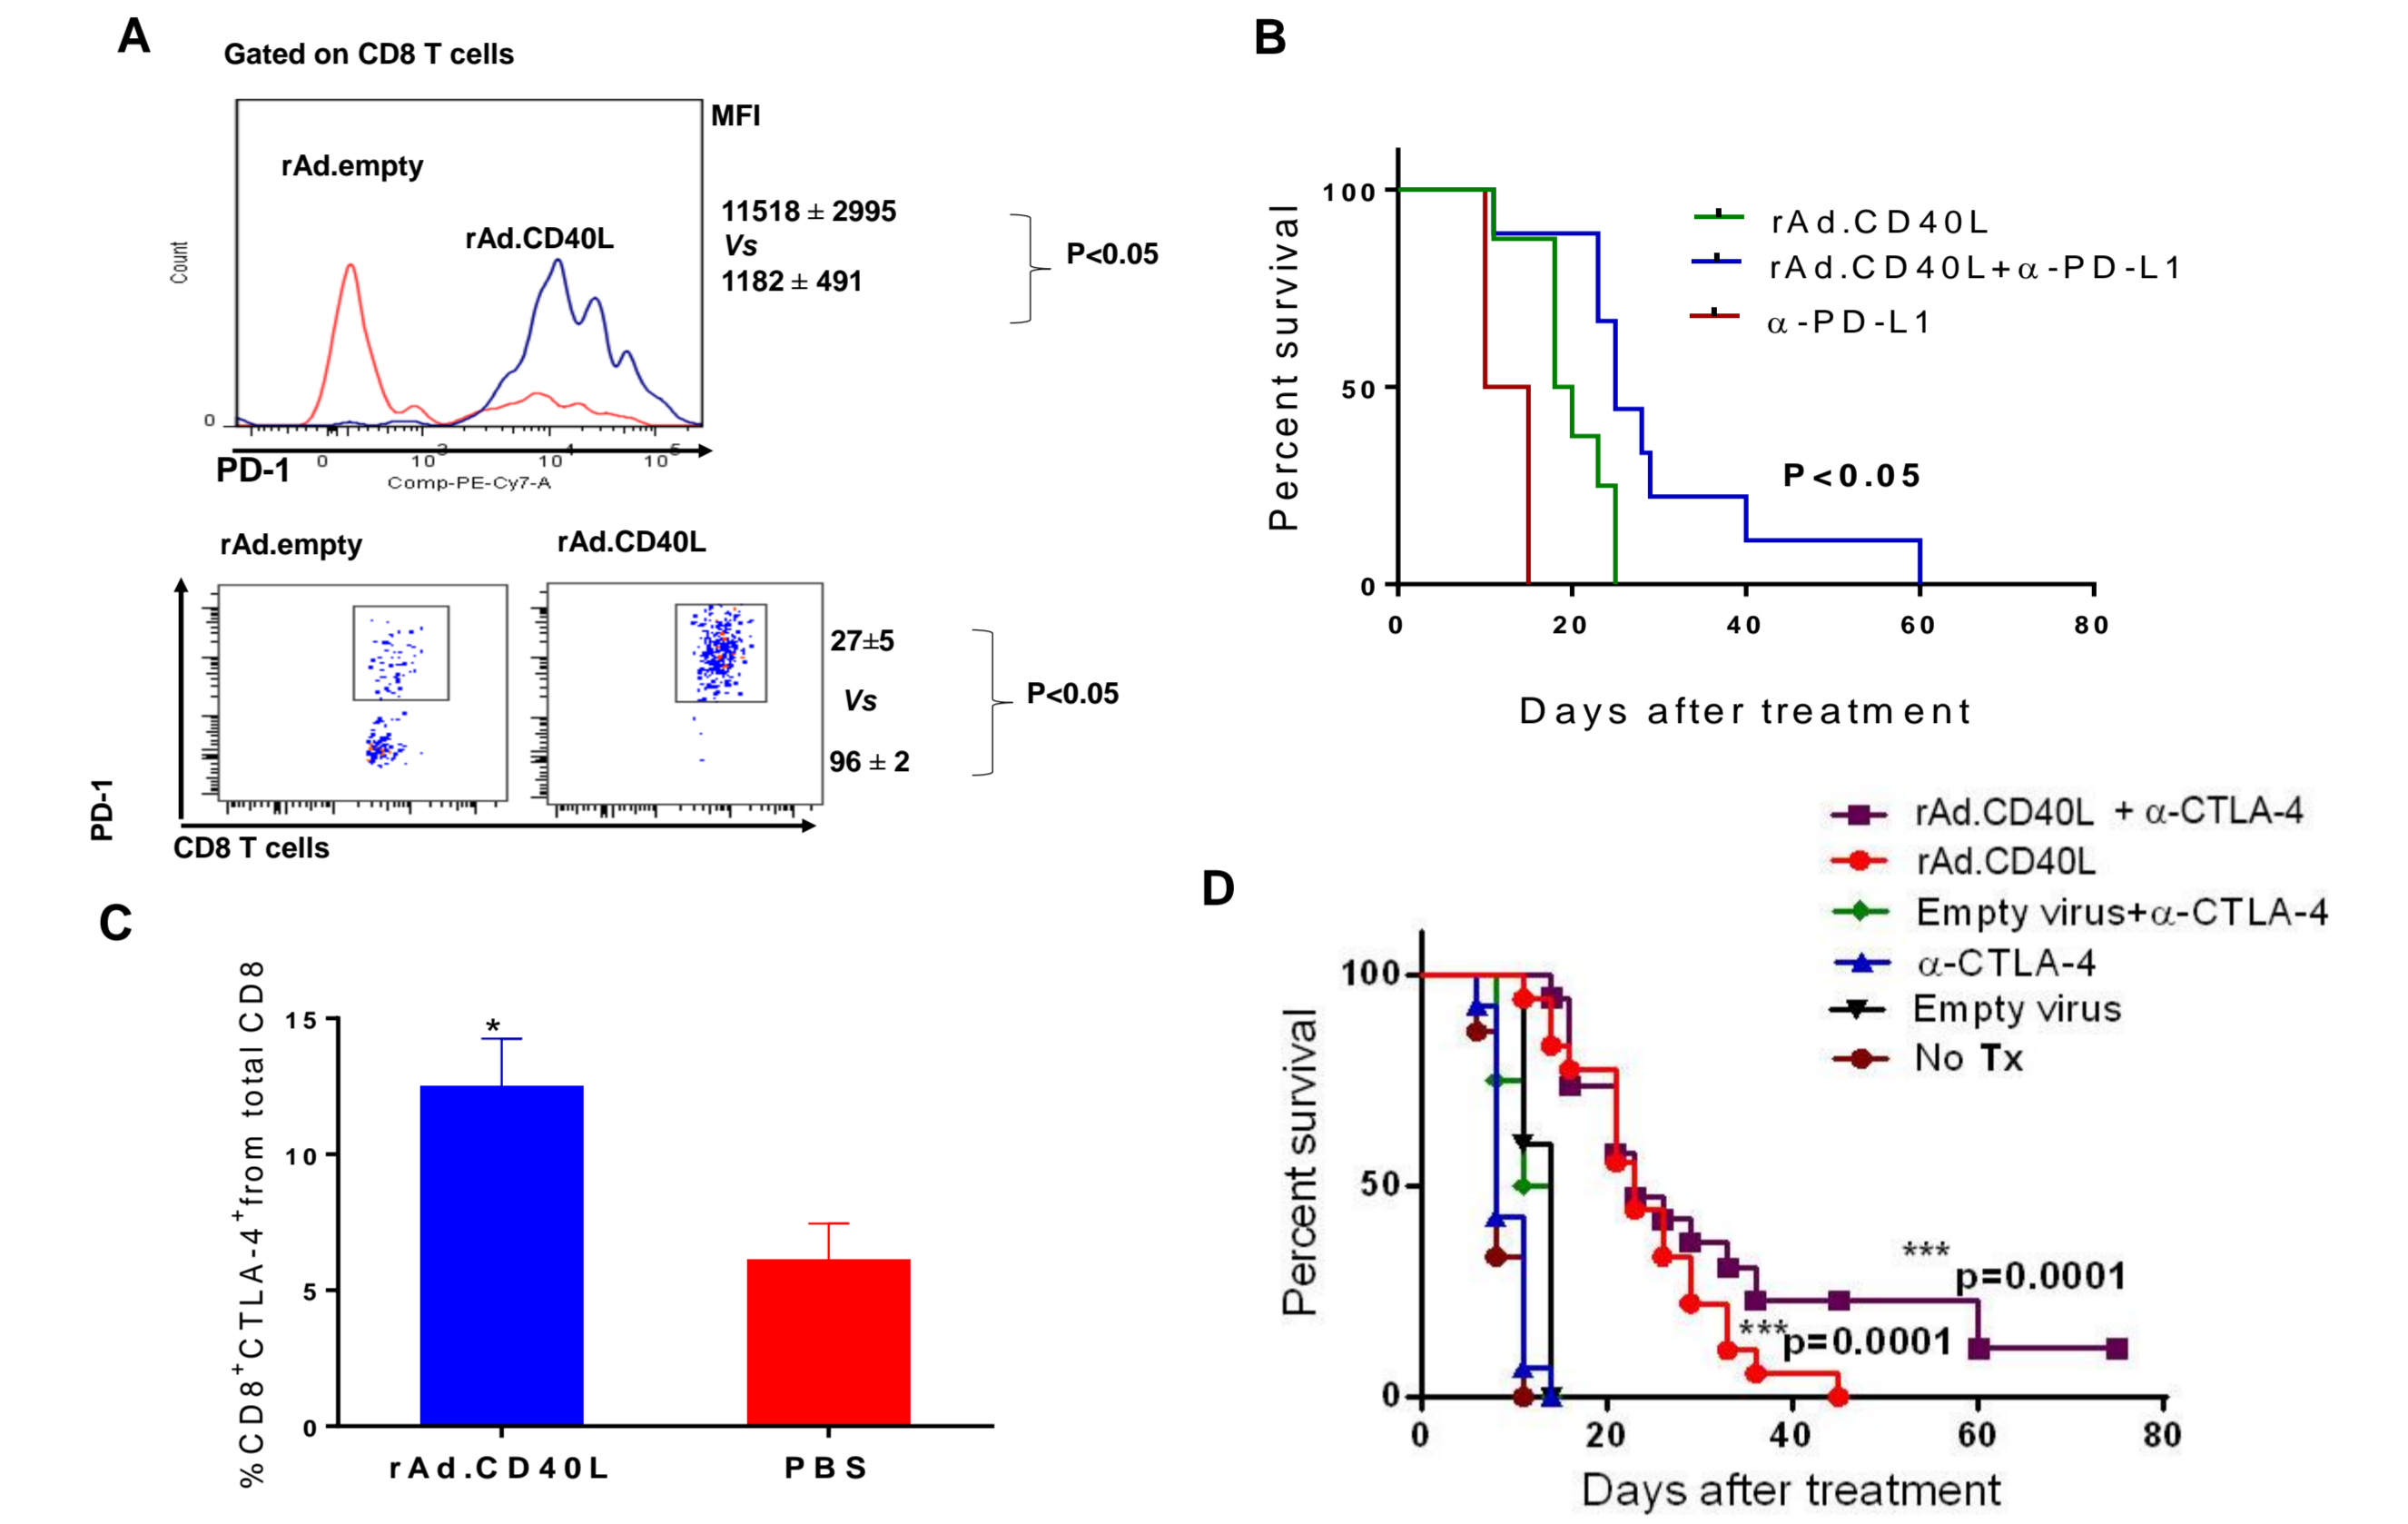 A
Gated on CD8 T cells
MFI
rAd.empty
rAd.CD40L
11518 ± 2995
Vs
1182 ± 491
P<0.05
Count
0
0 10^3 10^4 10^5
PD-1
Comp-PE-Cy7-A
rAd.empty
rAd.CD40L
27±5
Vs
96 ± 2
P<0.05
PD-1
CD8 T cells
B
Percent survival
100
50
0
rAd.CD40L
rAd.CD40L+α-PD-L1
α-PD-L1
P<0.05
0 20 40 60 80
Days after treatment
C
%CD8+CTLA-4+from total CD8
15
10
5
0
*
rAd.CD40L PBS
D
rAd.CD40L + α-CTLA-4
rAd.CD40L
Empty virus+α-CTLA-4
α-CTLA-4
Empty virus
No Tx
Percent survival
100
50
0
***
p=0.0001
***
p=0.0001
0 20 40 60 80
Days after treatment